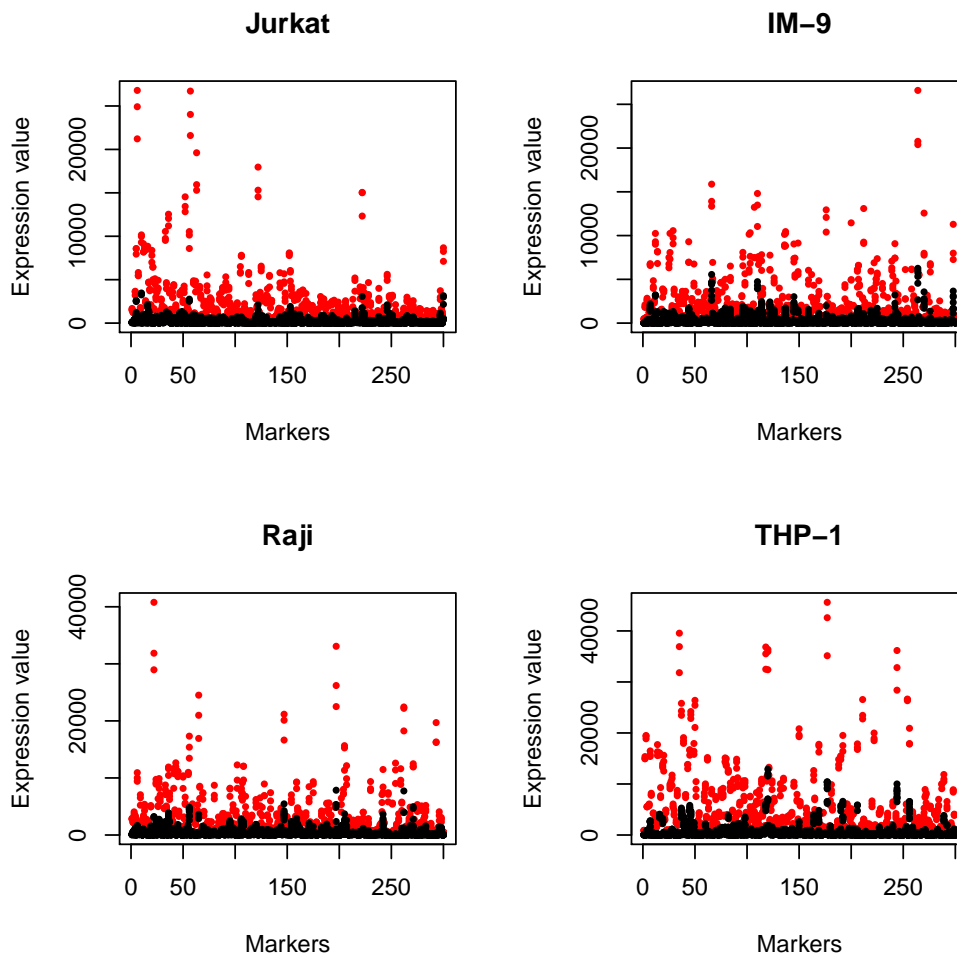 Jurkat
Expression value
20000
10000
0
0 50 150 250
Markers
IM−9
Expression value
20000
10000
0
0 50 150 250
Markers
Raji
Expression value
40000
20000
0
0 50 150 250
Markers
THP−1
Expression value
40000
20000
0
0 50 150 250
Markers